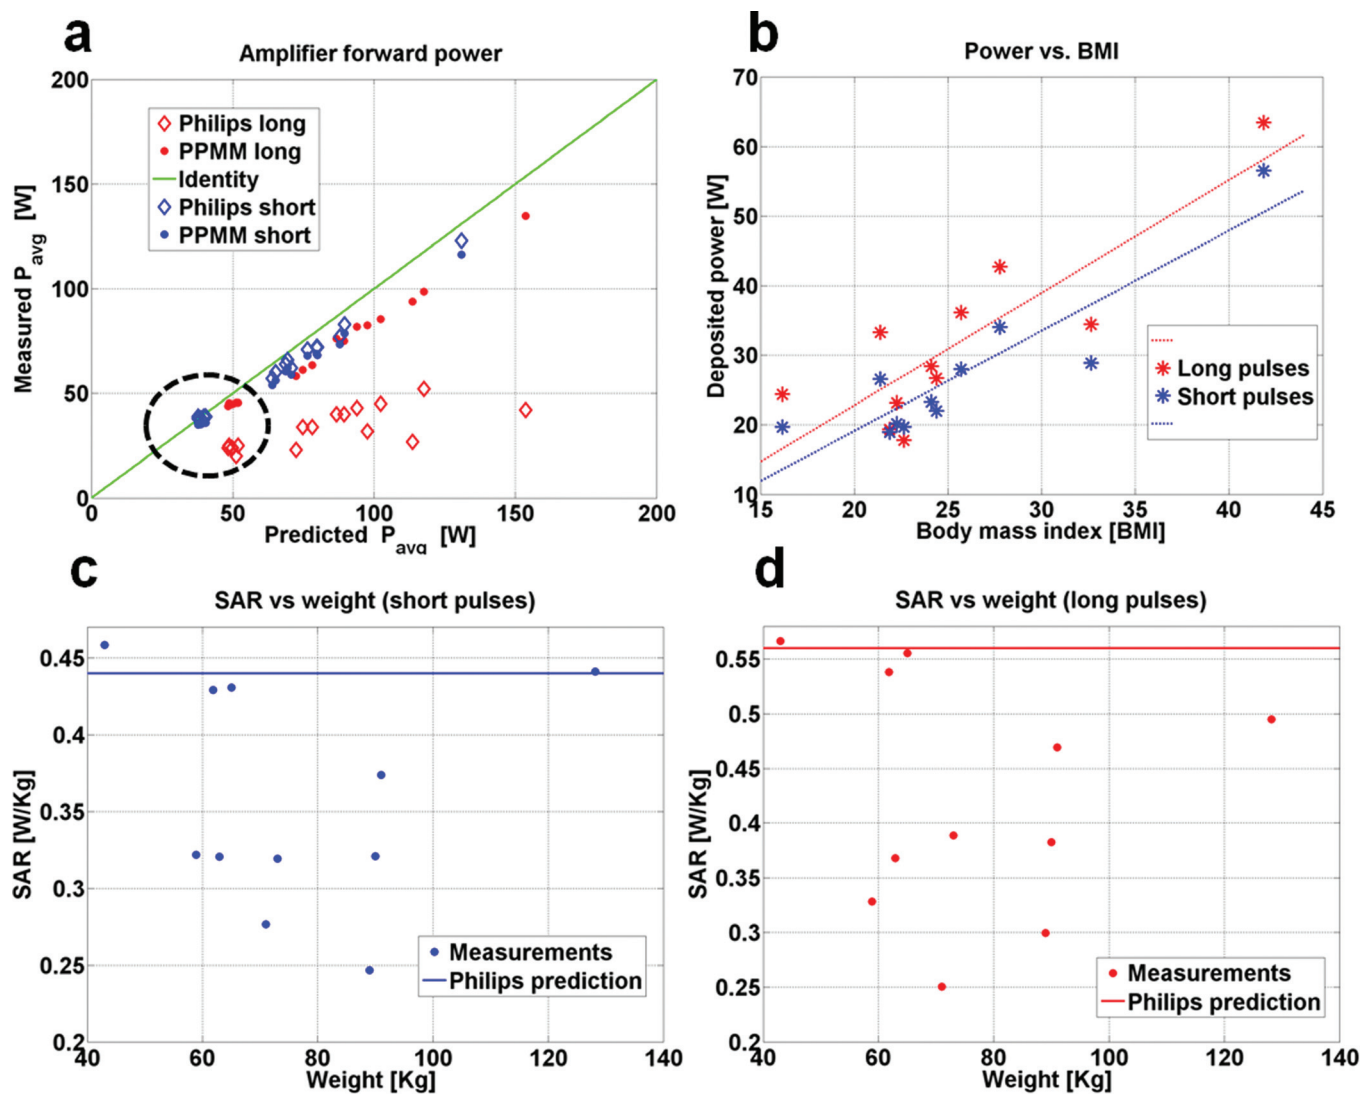 a
Amplifier forward power
200
150
100
50
0
Measured P avg [W]
Philips long
PPMM long
Identity
Philips short
PPMM short
0 50 100 150 200
Predicted P avg [W]
b
Power vs. BMI
70
60
50
40
30
20
10
Deposited power [W]
Long pulses
Short pulses
15 20 25 30 35 40 45
Body mass index [BMI]
c
SAR vs weight (short pulses)
0.45
0.4
0.35
0.3
0.25
0.2
SAR [W/Kg]
Measurements
Philips prediction
40 60 80 100 120 140
Weight [Kg]
d
SAR vs weight (long pulses)
0.55
0.5
0.45
0.4
0.35
0.3
0.25
0.2
SAR [W/Kg]
Measurements
Philips prediction
40 60 80 100 120 140
Weight [Kg]